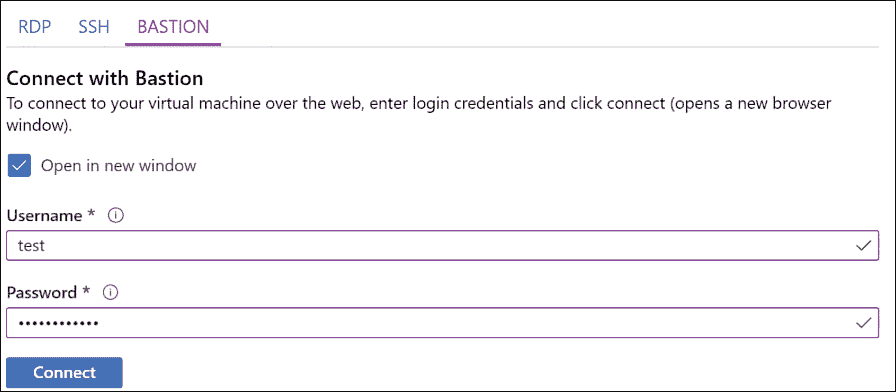 RDP SSH BASTION
Connect with Bastion
To connect to your virtual machine over the web, enter login credentials and click connect (opens a new browser
window).
Open in new window
Username *
test
Password *
••••••••••••
Connect